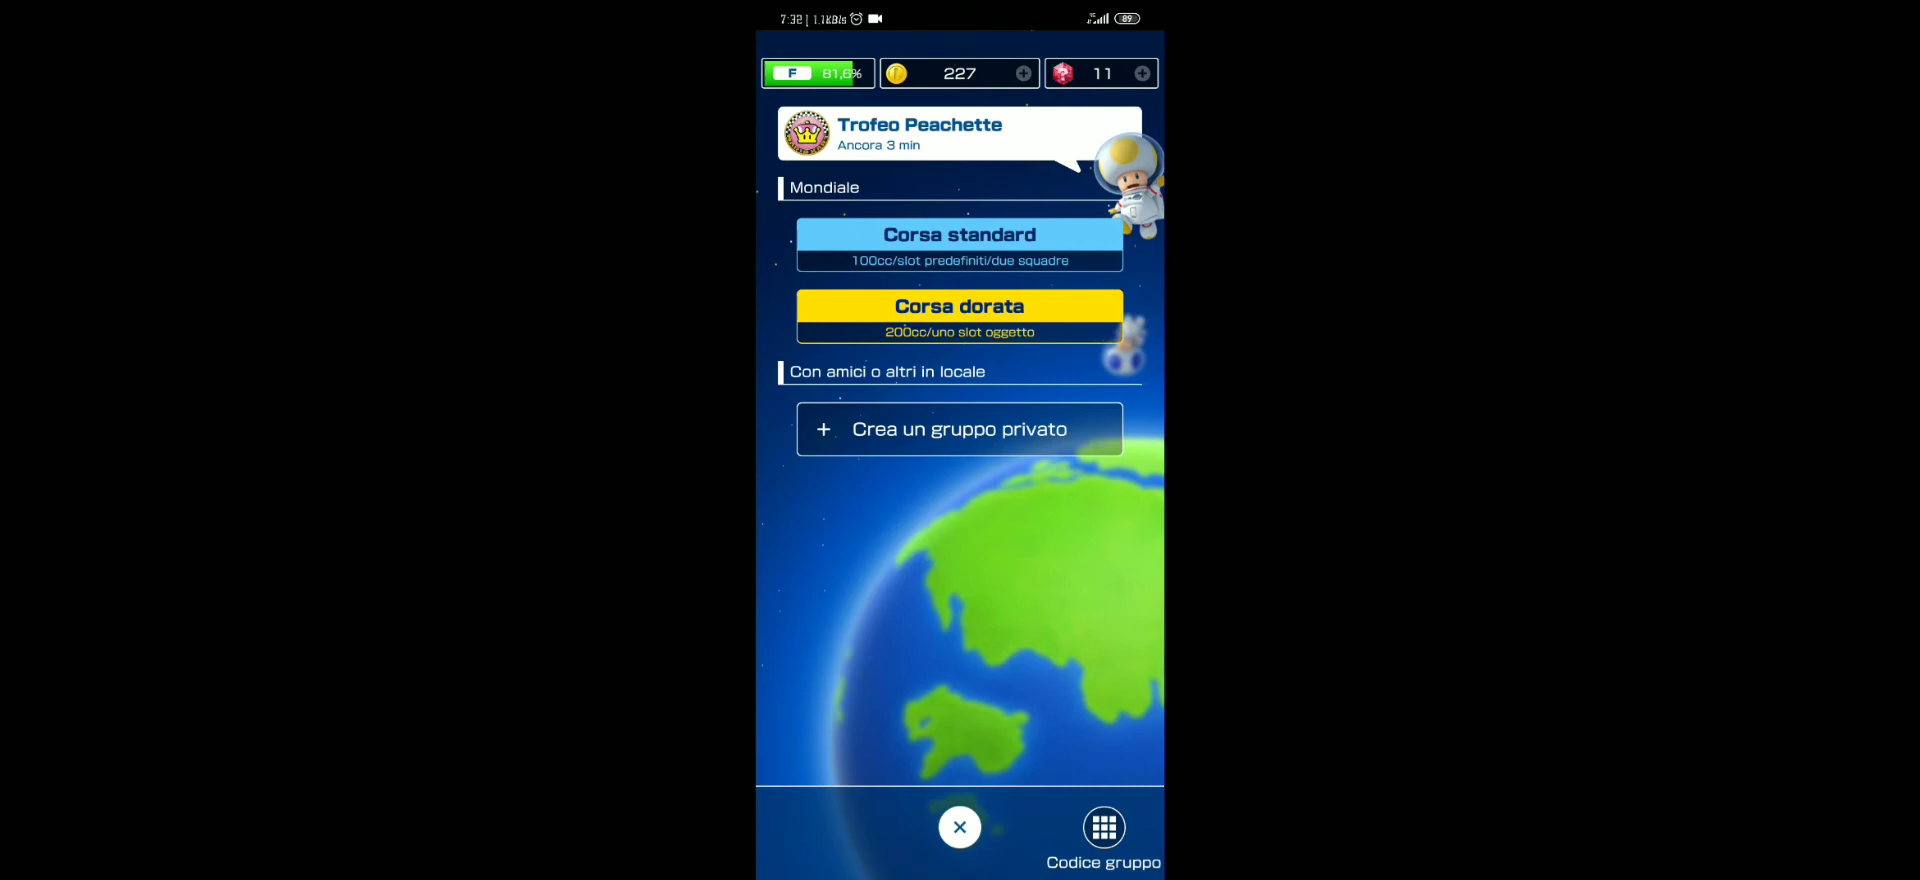 7:32 | 1.1KB/s
89
F 81,6% 227 11
Trofeo Peachette
Ancora 3 min
Mondiale
Corsa standard
100cc/slot predefiniti/due squadre
Corsa dorata
200cc/uno slot oggetto
Con amici o altri in locale
+ Crea un gruppo privato
Codice gruppo